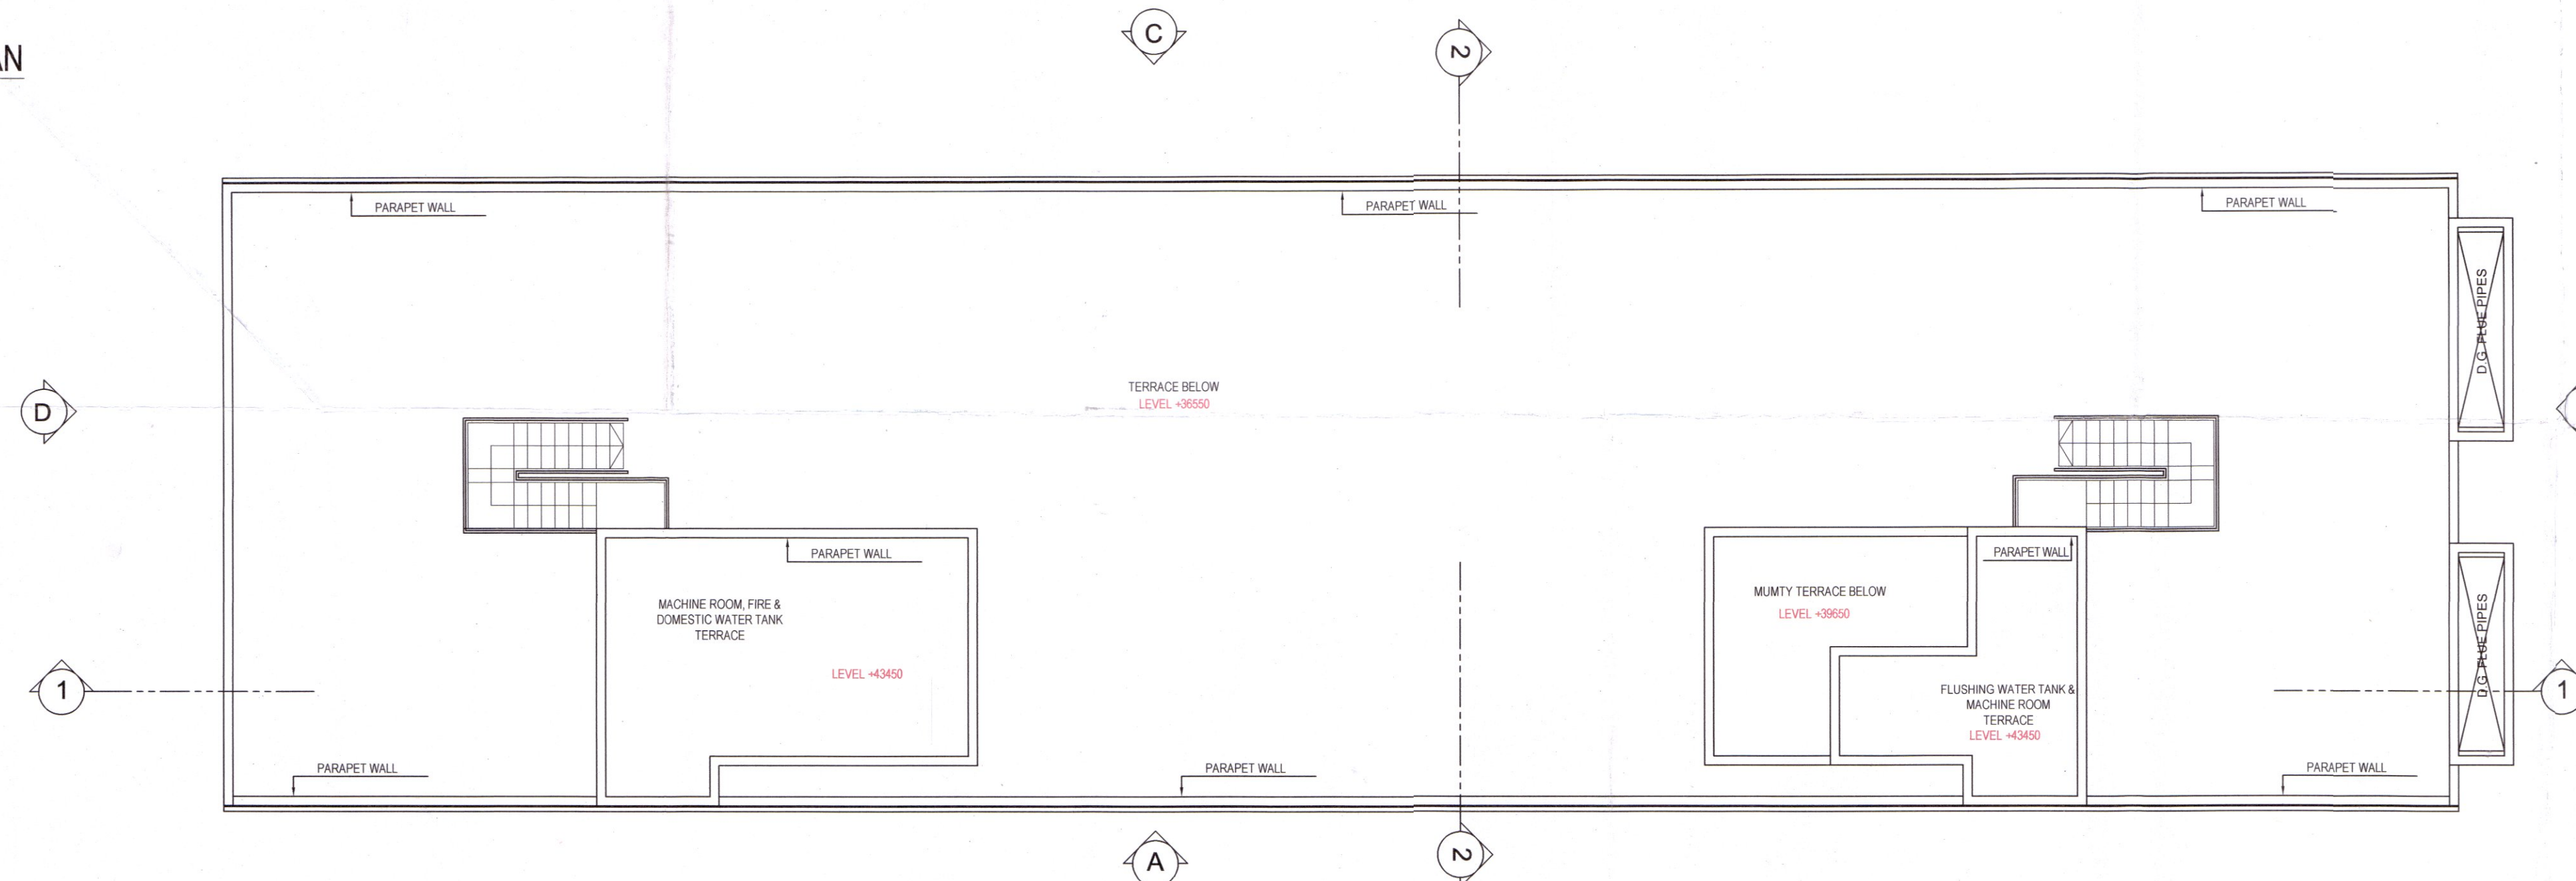 AN
C
2
PARAPET WALL
PARAPET WALL
PARAPET WALL
D.G. FLUE PIPES
TERRACE BELOW
LEVEL +36550
D
PARAPET WALL
PARAPET WALL
MACHINE ROOM, FIRE &
DOMESTIC WATER TANK
TERRACE
LEVEL +43450
MUMTY TERRACE BELOW
LEVEL +39650
D.G. FLUE PIPES
FLUSHING WATER TANK &
MACHINE ROOM
TERRACE
LEVEL +43450
1
1
PARAPET WALL
PARAPET WALL
PARAPET WALL
A
2